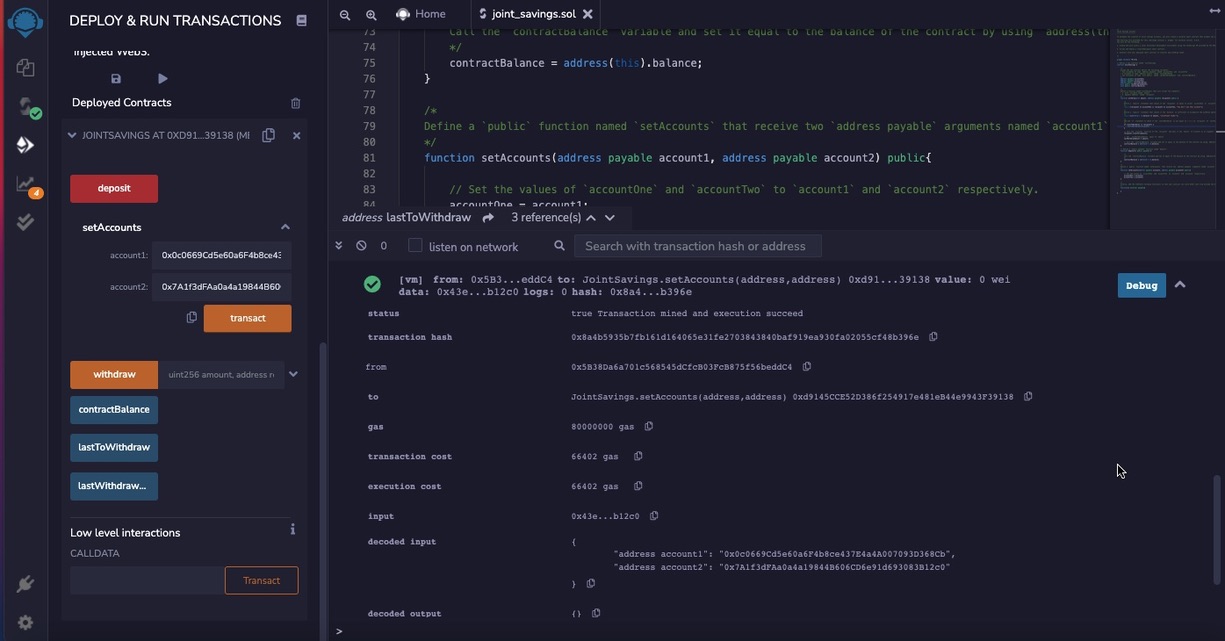 DEPLOY & RUN TRANSACTIONS
Injected Web3.
Deployed Contracts
JOINTSAVINGS AT 0XD91...39138 (MI
deposit
setAccounts
account1: 0x0c0669Cd5e60a6F4b8ce43
account2: 0x7A1f3dFAa0a4a19844B60
transact
withdraw uint256 amount, address r
contractBalance
lastToWithdraw
lastWithdraw...
Low level interactions
CALLDATA
Transact
4
Home
joint_savings.sol
73 Call the `contractBalance` variable and set it equal to the balance of the contract by using `address(th
74 */
75 contractBalance = address(this).balance;
76 }
77
78 /*
79 Define a `public` function named `setAccounts` that receive two `address payable` arguments named `account1`
80 */
81 function setAccounts(address payable account1, address payable account2) public{
82
83 // Set the values of `accountOne` and `accountTwo` to `account1` and `account2` respectively.
84 accountOne = account1;
address lastToWithdraw 3 reference(s)
0 listen on network Search with transaction hash or address
[vm] from: 0x5B3...eddC4 to: JointSavings.setAccounts(address,address) 0xd91...39138 value: 0 wei
data: 0x43e...b12c0 logs: 0 hash: 0x8a4...b396e
Debug
status true Transaction mined and execution succeed
transaction hash 0x8a4b5935b7fb161d164065e31fe2703843840baf919ea930fa02055cf48b396e
from 0x5B38Da6a701c568545dCfcB03FcB875f56beddC4
to JointSavings.setAccounts(address,address) 0xd9145CCE52D386f254917e481eB44e9943F39138
gas 80000000 gas
transaction cost 66402 gas
execution cost 66402 gas
input 0x43e...b12c0
decoded input {
"address account1": "0x0c0669Cd5e60a6F4b8ce437E4a4A007093D368Cb",
"address account2": "0x7A1f3dFAa0a4a19844B606CD6e91d693083B12c0"
}
decoded output {}
>